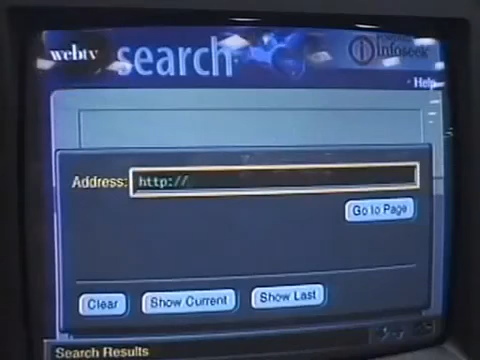 webtv
search
Infoseek
Help
Address: http://
Go to Page
Clear
Show Current
Show Last
Search Results